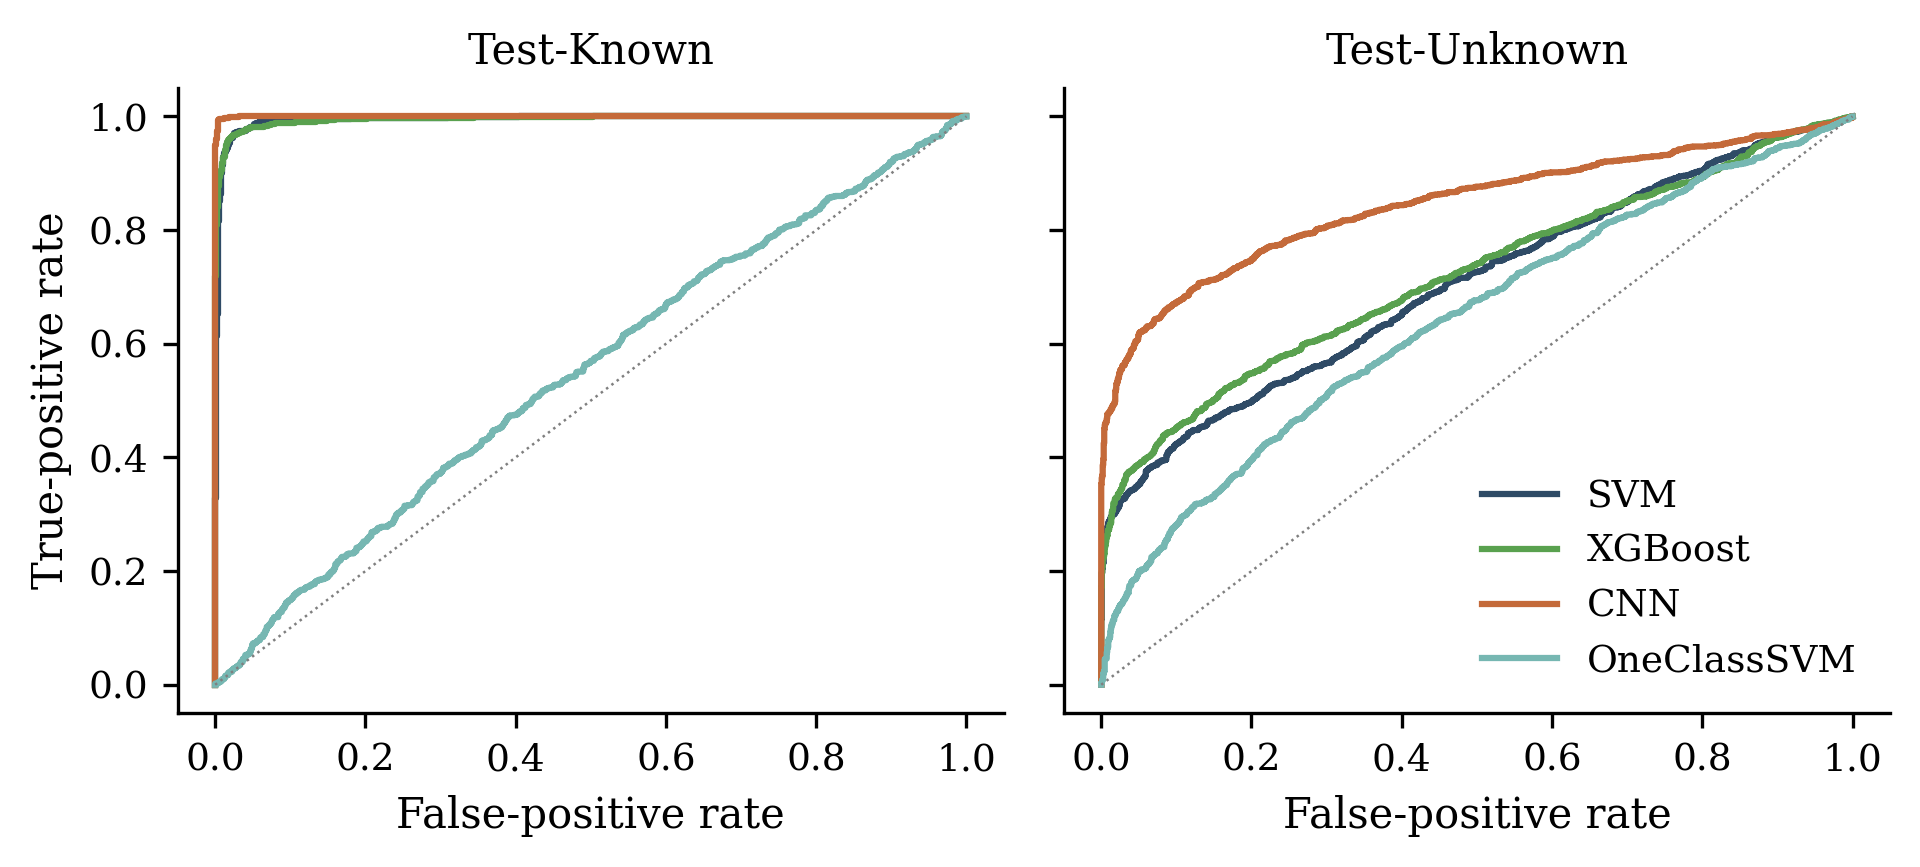 Test-Known
Test-Unknown
True-positive rate
1.0
0.8
0.6
0.4
0.2
0.0
0.0 0.2 0.4 0.6 0.8 1.0
False-positive rate
SVM
XGBoost
CNN
OneClassSVM
0.0 0.2 0.4 0.6 0.8 1.0
False-positive rate